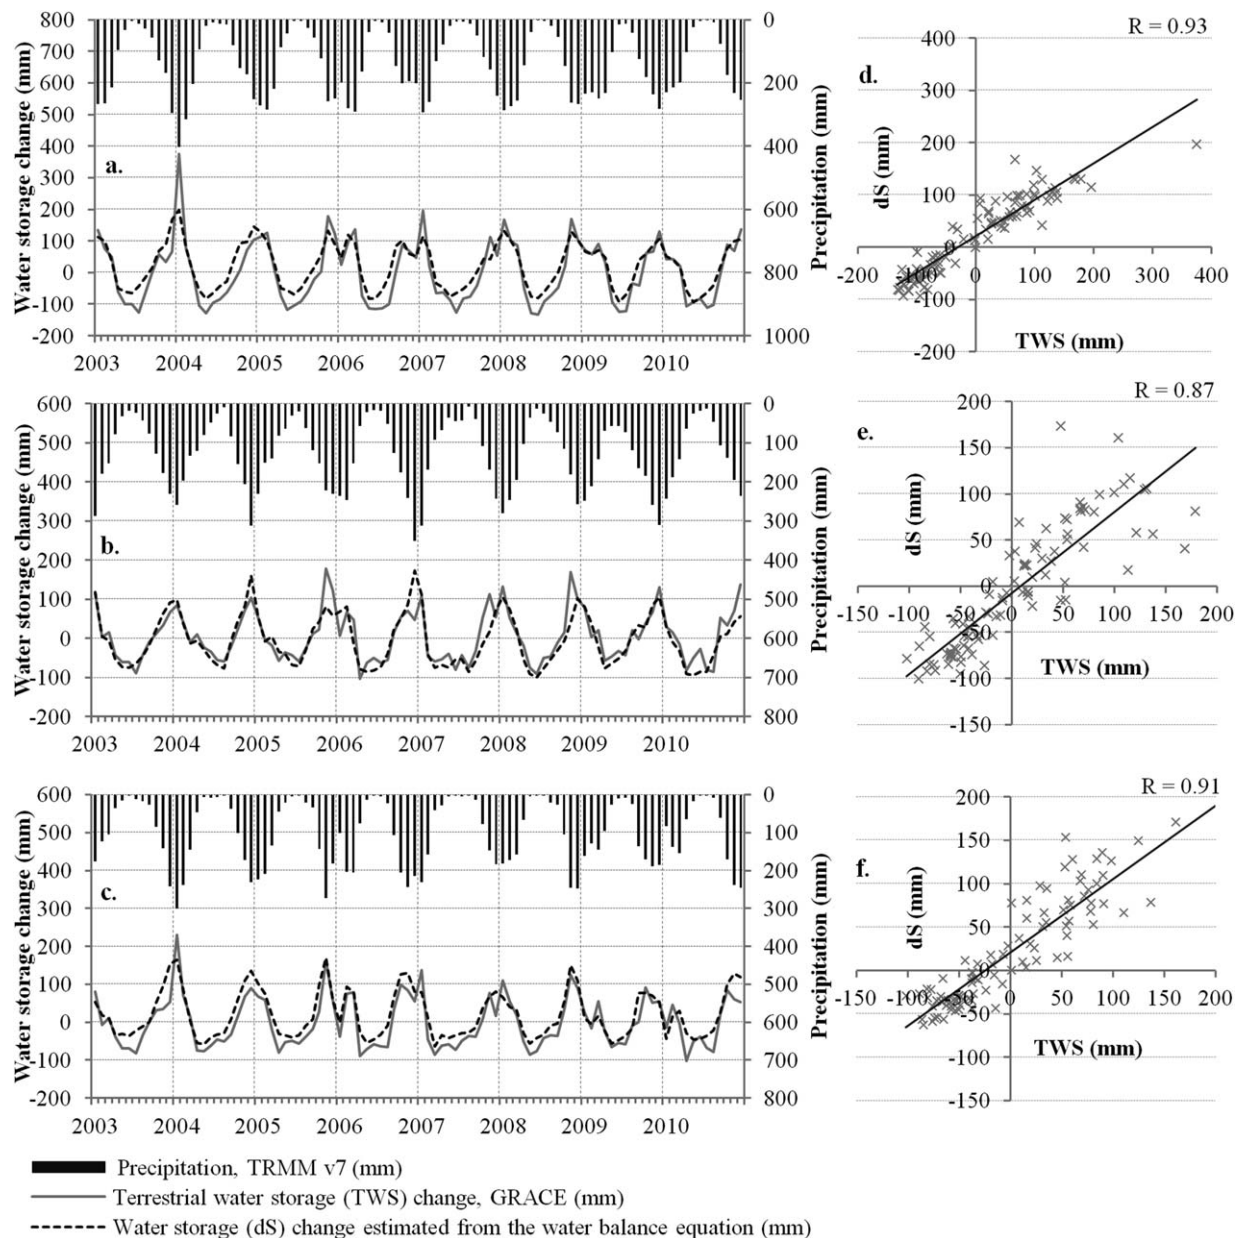 R = 0.93
800
700
600
500
400
300
200
100
0
-100
-200
Water storage change (mm)
a.
0
200
400
600
800
1000
Precipitation (mm)
2003 2004 2005 2006 2007 2008 2009 2010
d.
dS (mm)
400
300
200
100
0
-100
-200
-200 -100 0 100 200 300 400
TWS (mm)
R = 0.87
600
500
400
300
200
100
0
-100
-200
Water storage change (mm)
b.
0
100
200
300
400
500
600
700
800
Precipitation (mm)
2003 2004 2005 2006 2007 2008 2009 2010
e.
dS (mm)
200
150
100
50
0
-50
-100
-150
-150 -100 -50 0 50 100 150 200
TWS (mm)
R = 0.91
600
500
400
300
200
100
0
-100
-200
Water storage change (mm)
c.
0
100
200
300
400
500
600
700
800
Precipitation (mm)
2003 2004 2005 2006 2007 2008 2009 2010
f.
dS (mm)
200
150
100
50
0
-50
-100
-150
-150 -100 -50 0 50 100 150 200
TWS (mm)
Precipitation, TRMM v7 (mm)
Terrestrial water storage (TWS) change, GRACE (mm)
Water storage (dS) change estimated from the water balance equation (mm)